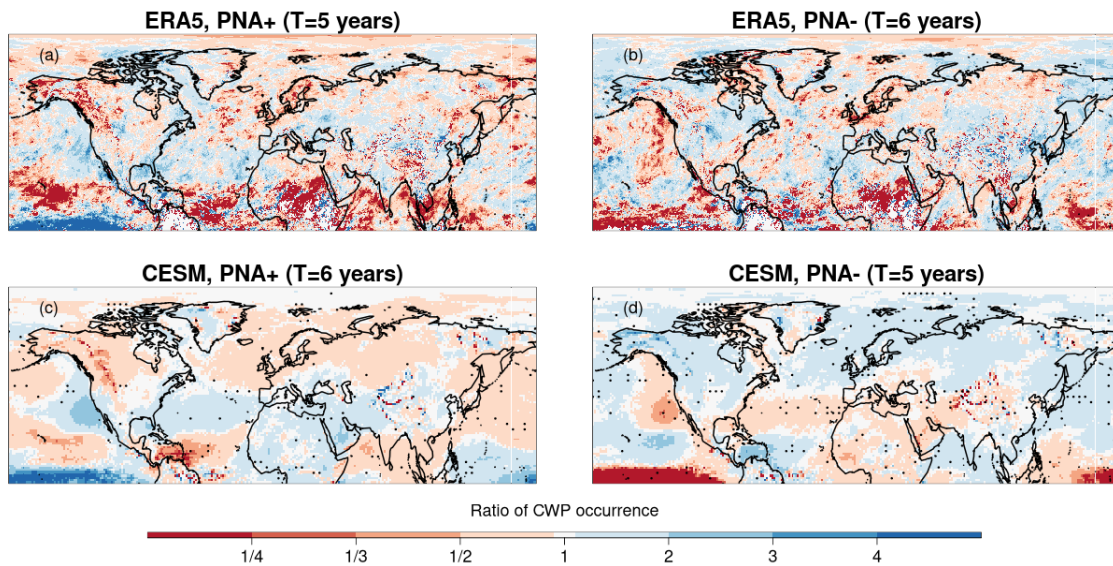 ERA5, PNA+ (T=5 years)
ERA5, PNA- (T=6 years)
(a)
(b)
CESM, PNA+ (T=6 years)
CESM, PNA- (T=5 years)
(c)
(d)
Ratio of CWP occurrence
1/4 1/3 1/2 1 2 3 4